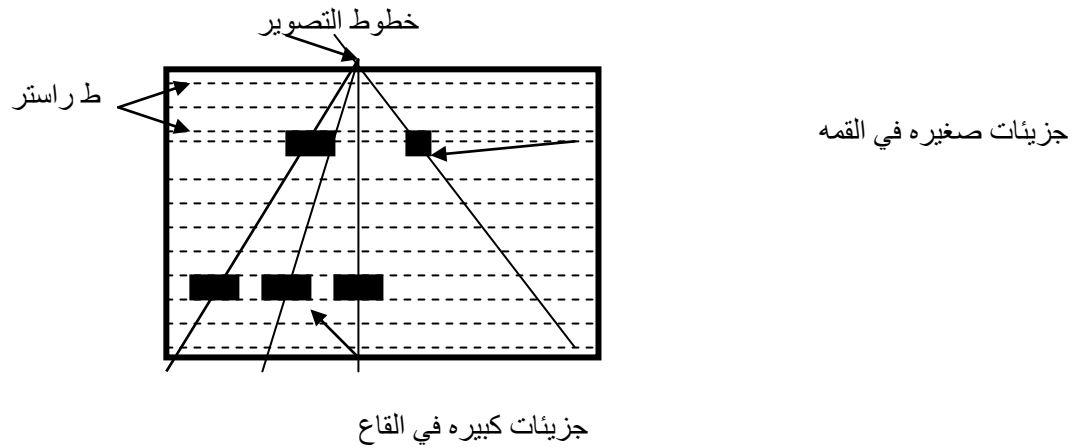 خطوط التصوير
ط راستر
جزيئات صغيره في القمه
جزيئات كبيره في القاع